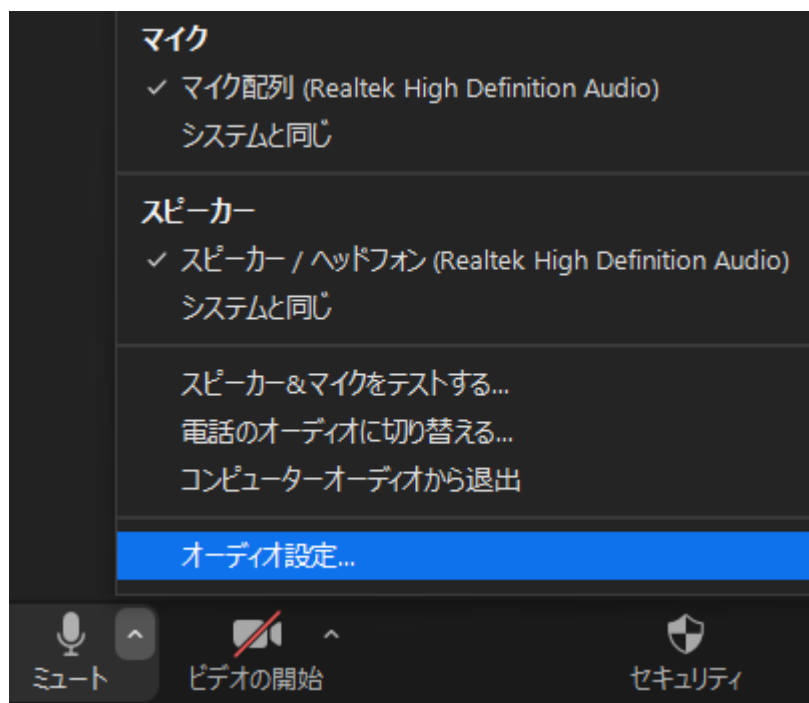 マイク
マイク配列 (Realtek High Definition Audio)
システムと同じ
スピーカー
スピーカー / ヘッドフォン (Realtek High Definition Audio)
システムと同じ
スピーカー&マイクをテストする...
電話のオーディオに切り替える...
コンピューターオーディオから退出
オーディオ設定...
ミュート
ビデオの開始
セキュリティ